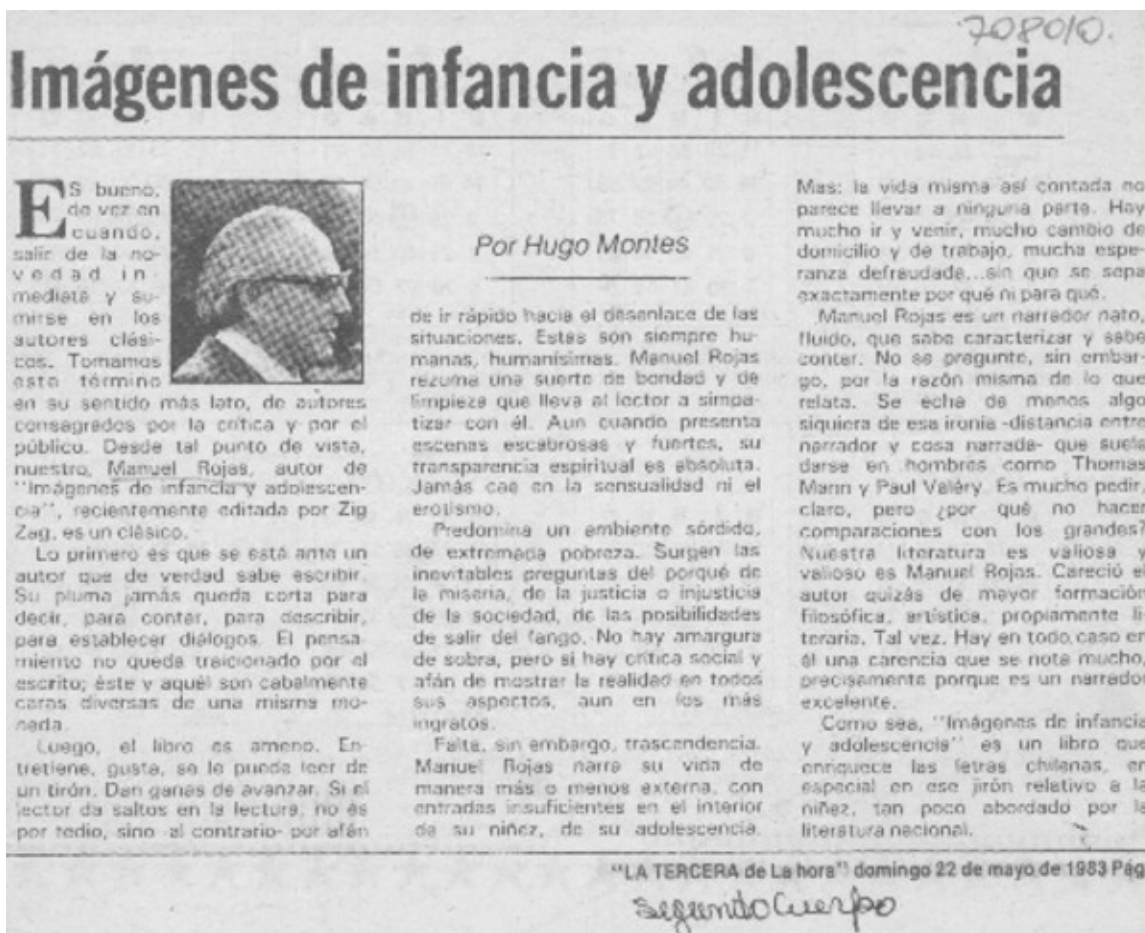 708010.
Imágenes de infancia y adolescencia
ES bueno,
de vez en
cuando,
salir de la no-
vedad in-
mediata y su-
mirse en los
autores clási-
cos. Tomamos
este término
en su sentido más lato, de autores
consagrados por la crítica y por el
público. Desde tal punto de vista,
nuestro, Manuel Rojas, autor de
"Imágenes de infancia y adolescen-
cia", recientemente editada por Zig
Zag, es un clásico.
Lo primero es que se está ante un
autor que de verdad sabe escribir.
Su pluma jamás queda corta para
decir, para contar, para describir,
para establecer diálogos. El pensa-
miento no queda traicionado por el
escrito; éste y aquél son cabalmente
caras diversas de una misma mo-
neda.
Luego, el libro es ameno. En-
tretiene, gusta, se le puede leer de
un tirón. Dan ganas de avanzar. Si el
lector da saltos en la lectura, no es
por tedio, sino -al contrario- por afán
Por Hugo Montes
de ir rápido hacia el desenlace de las
situaciones. Estas son siempre hu-
manas, humanísimas. Manuel Rojas
rezuma una suerte de bondad y de
limpieza que lleva al lector a simpa-
tizar con él. Aun cuando presenta
escenas escabrosas y fuertes, su
transparencia espiritual es absoluta.
Jamás cae en la sensualidad ni el
erotismo.
Predomina un ambiente sórdido,
de extremada pobreza. Surgen las
inevitables preguntas del porqué de
la miseria, de la justicia o injusticia
de la sociedad, de las posibilidades
de salir del fango. No hay amargura
de sobra, pero sí hay crítica social y
afán de mostrar la realidad en todos
sus aspectos, aun en los más
ingratos.
Falta, sin embargo, trascendencia.
Manuel Rojas narra su vida de
manera más o menos externa, con
entradas insuficientes en el interior
de su niñez, de su adolescencia.
Mas: la vida misma así contada no
parece llevar a ninguna parte. Hay
mucho ir y venir, mucho cambio de
domicilio y de trabajo, mucha espe-
ranza defraudada...sin que se sepa
exactamente por qué ni para qué.
Manuel Rojas es un narrador nato,
fluido, que sabe caracterizar y sabe
contar. No se pregunte, sin embar-
go, por la razón misma de lo que
relata. Se echa de menos algo
siquiera de esa ironía -distancia entre
narrador y cosa narrada- que suele
darse en hombres como Thomas
Mann y Paul Valéry. Es mucho pedir,
claro, pero ¿por qué no hacer
comparaciones con los grandes?
Nuestra literatura es valiosa y
valioso es Manuel Rojas. Careció el
autor quizás de mayor formación
filosófica, artística, propiamente li
teraria. Tal vez. Hay en todo caso en
él una carencia que se nota mucho,
precisamente porque es un narrador
excelente.
Como sea, "Imágenes de infancia
y adolescencia" es un libro que
enriquece las letras chilenas, en
especial en ese jirón relativo a la
niñez, tan poco abordado por la
literatura nacional.
"LA TERCERA de La hora" domingo 22 de mayo de 1983 Pág
Segundo Cuerpo